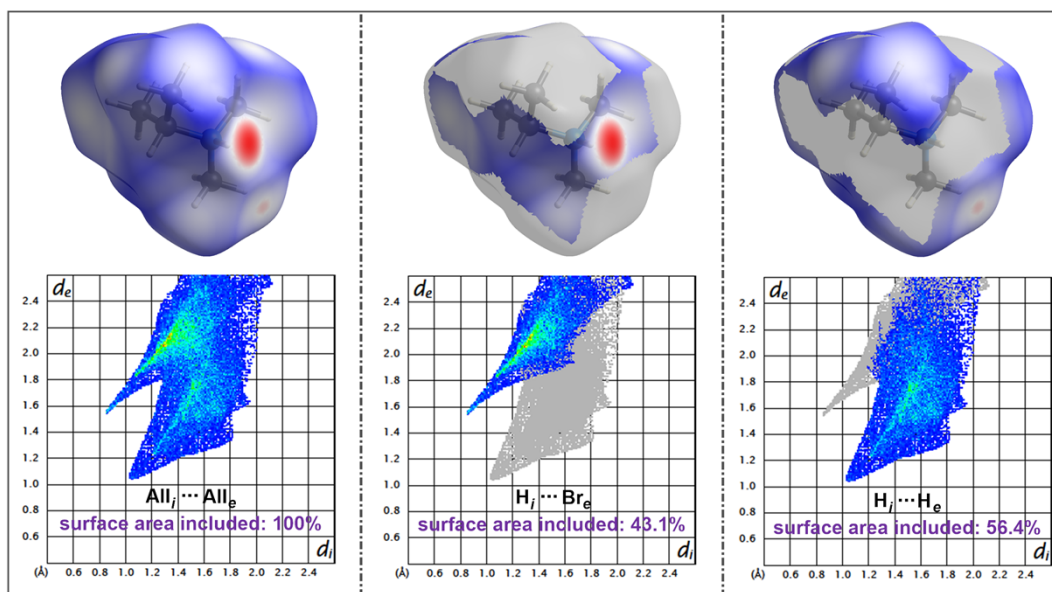 dₑ
2.4
2.2
2.0
1.8
1.6
1.4
1.2
1.0
0.8
0.6
Allᵢ ··· Allₑ
surface area included: 100%
dᵢ
(Å) 0.6 0.8 1.0 1.2 1.4 1.6 1.8 2.0 2.2 2.4
dₑ
2.4
2.2
2.0
1.8
1.6
1.4
1.2
1.0
0.8
0.6
Hᵢ ··· Brₑ
surface area included: 43.1%
dᵢ
(Å) 0.6 0.8 1.0 1.2 1.4 1.6 1.8 2.0 2.2 2.4
dₑ
2.4
2.2
2.0
1.8
1.6
1.4
1.2
1.0
0.8
0.6
Hᵢ ··· Hₑ
surface area included: 56.4%
dᵢ
(Å) 0.6 0.8 1.0 1.2 1.4 1.6 1.8 2.0 2.2 2.4